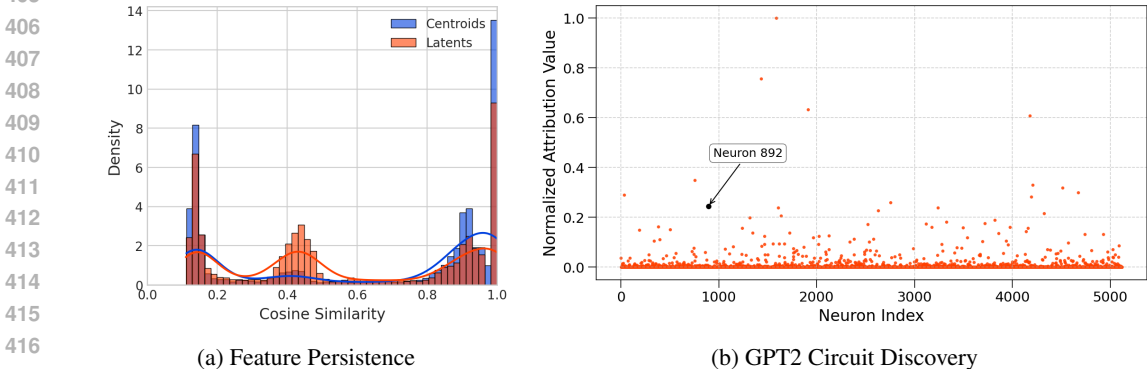 405
406
407
408
409
410
411
412
413
414
415
416
14
12
10
8
6
4
2
0
Density
0.0 0.2 0.4 0.6 0.8 1.0
Cosine Similarity
Centroids
Latents
(a) Feature Persistence
1.0
0.8
0.6
0.4
0.2
0.0
Normalized Attribution Value
Neuron 892
0 1000 2000 3000 4000 5000
Neuron Index
(b) GPT2 Circuit Discovery